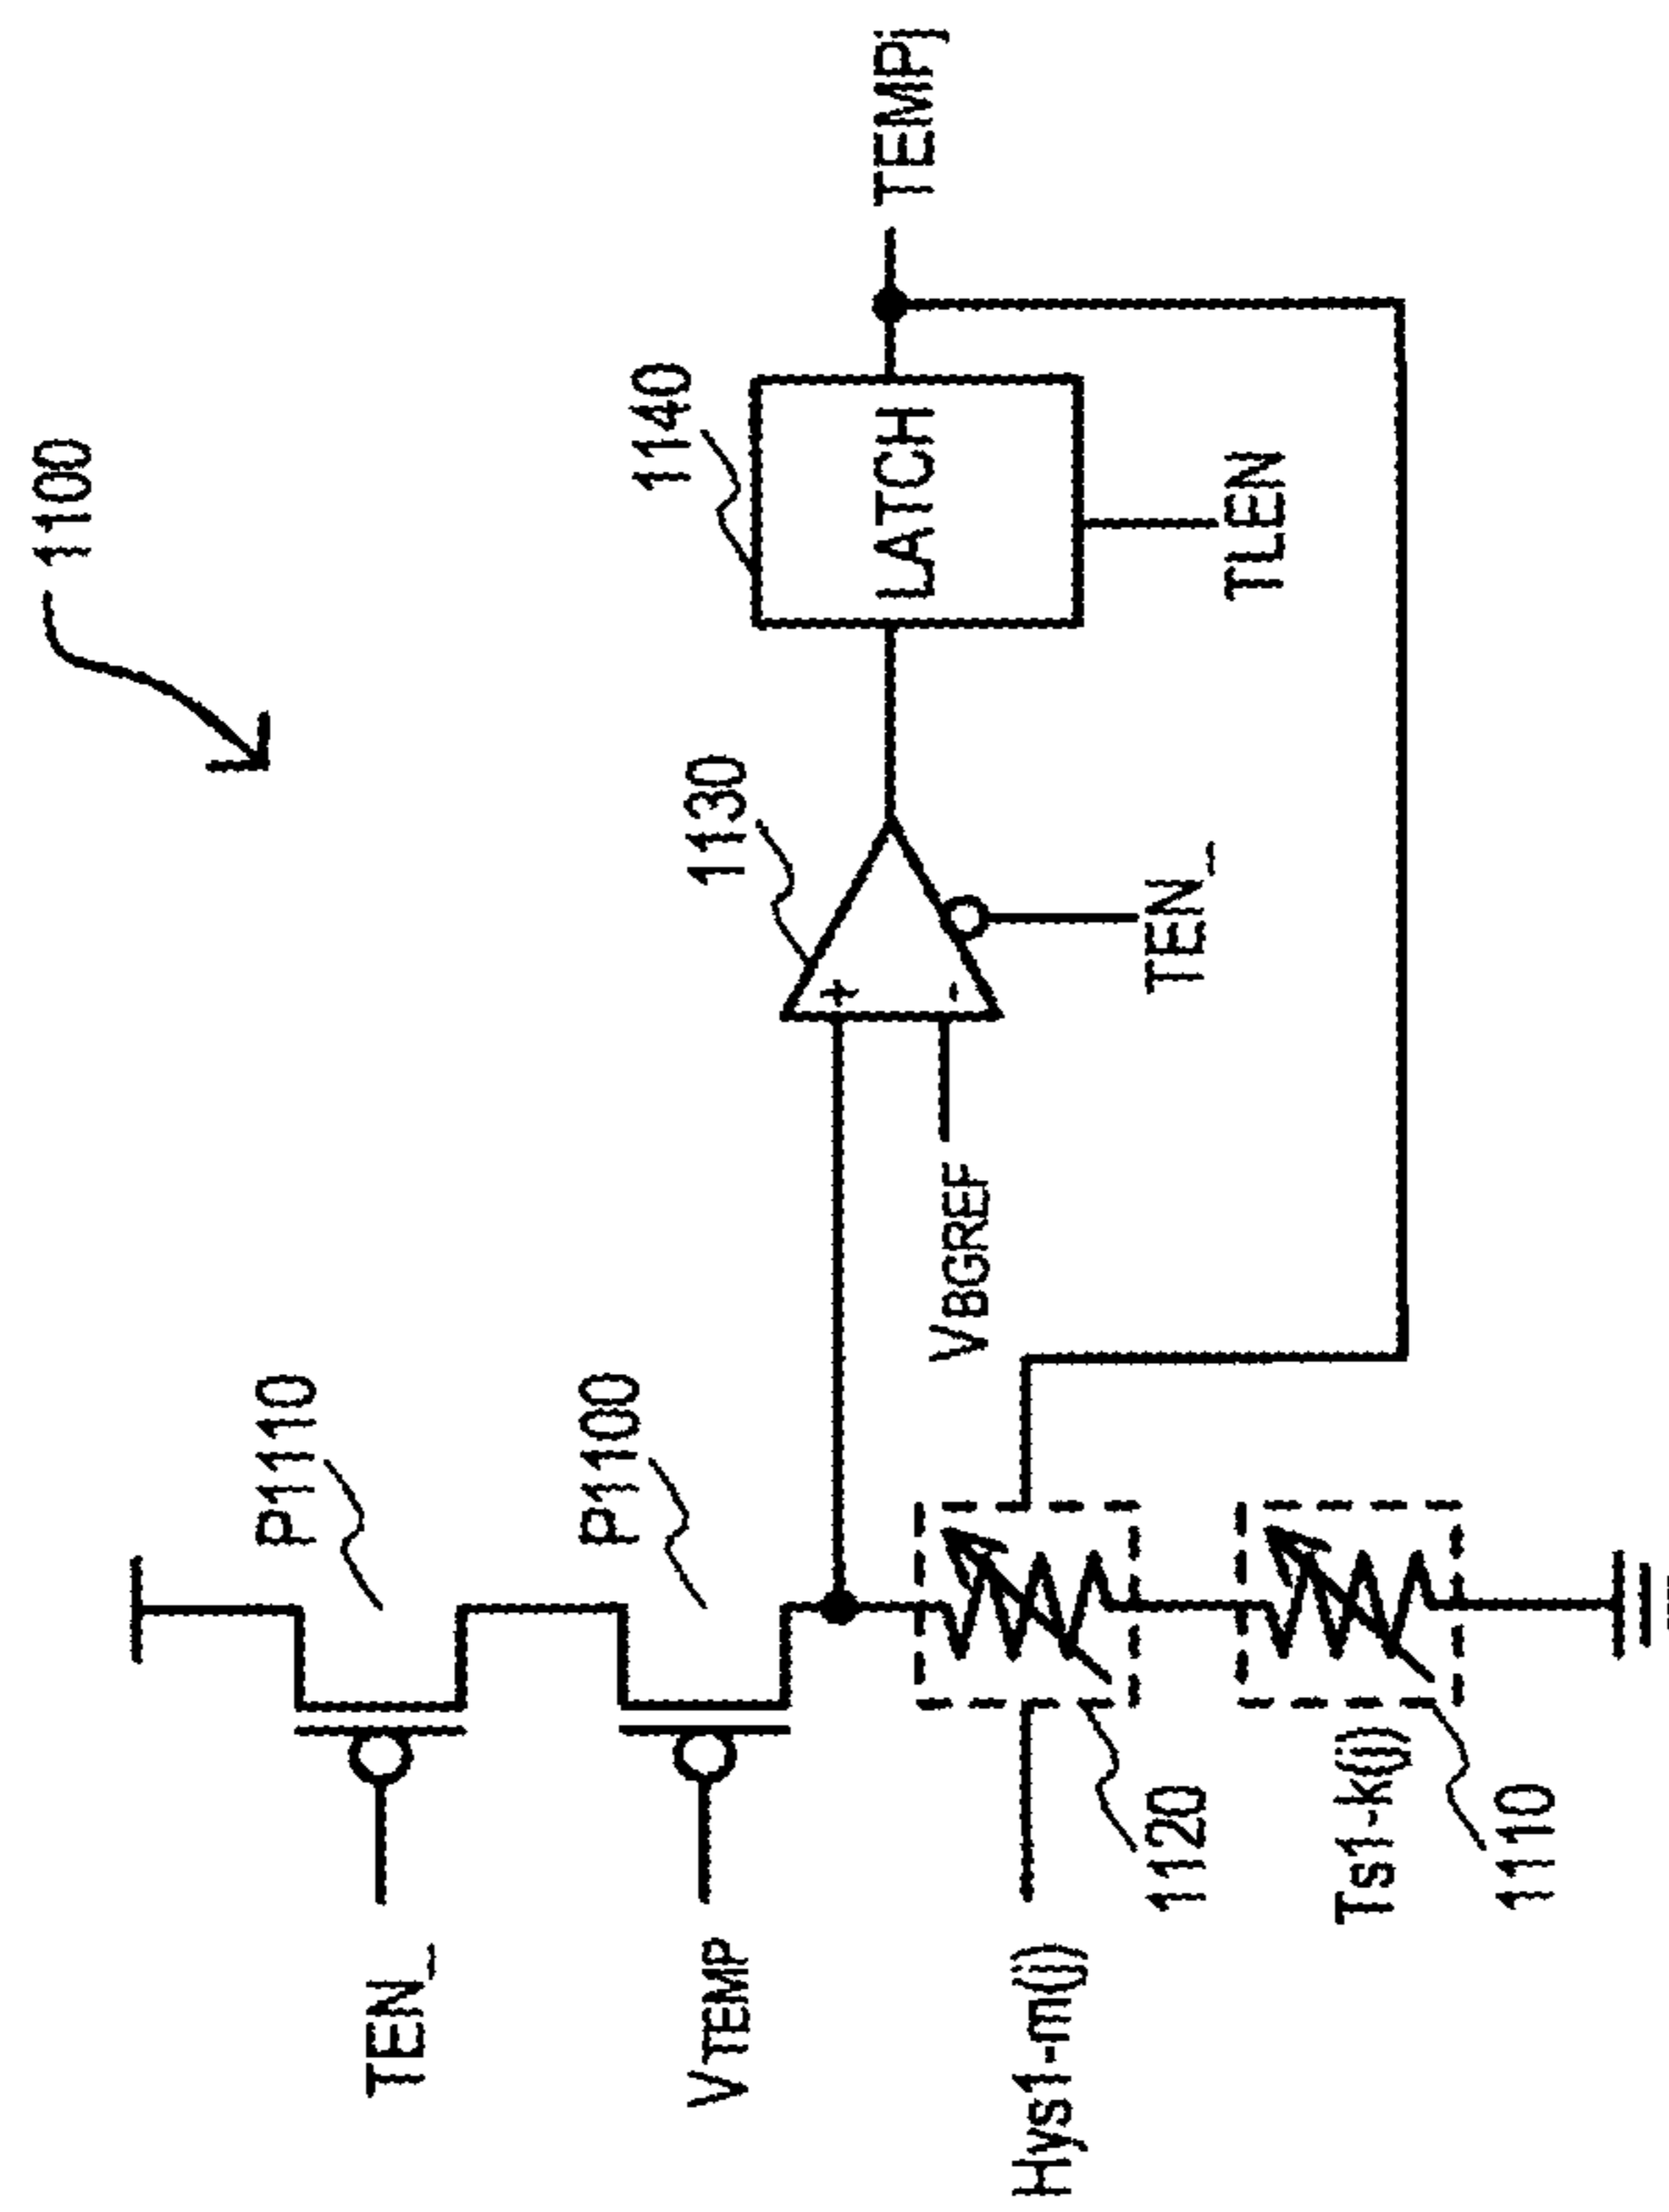 1100
TEN_
P1110
VTEMP
P1100
Hys1-m(j)
1120
Ts1-k(j)
1110
VBGREF
+
-
1130
TEN_
1140
LATCH
TLEN
TEMPj